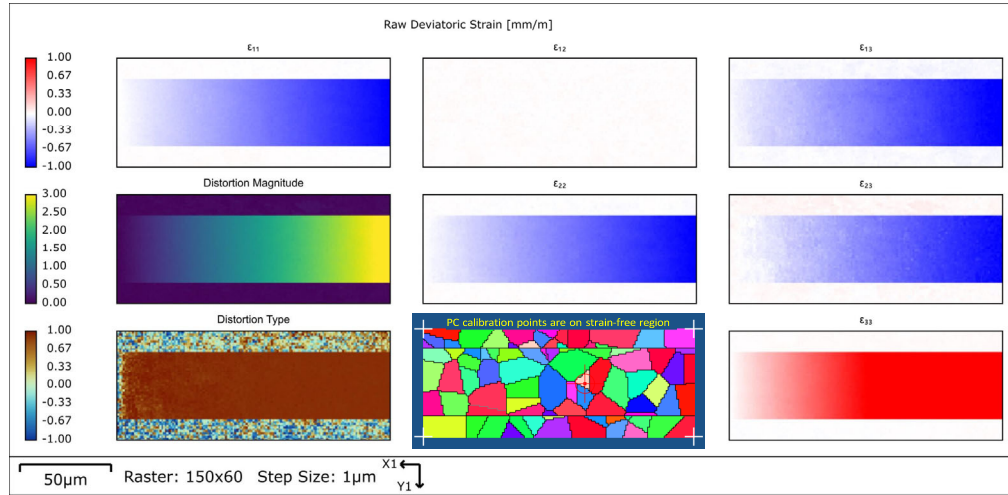 Raw Deviatoric Strain [mm/m]
ε₁₁
ε₁₂
ε₁₃
1.00
0.67
0.33
0.00
-0.33
-0.67
-1.00
Distortion Magnitude
ε₂₂
ε₂₃
3.00
2.50
2.00
1.50
1.00
0.50
0.00
Distortion Type
PC calibration points are on strain-free region
ε₃₃
1.00
0.67
0.33
0.00
-0.33
-0.67
-1.00
50µm
Raster: 150x60 Step Size: 1µm
X1
Y1